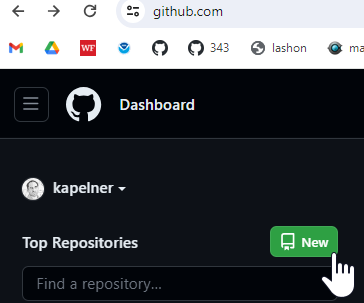 github.com
WF
343
lashon
ma
Dashboard
kapelner
Top Repositories
New
Find a repository...